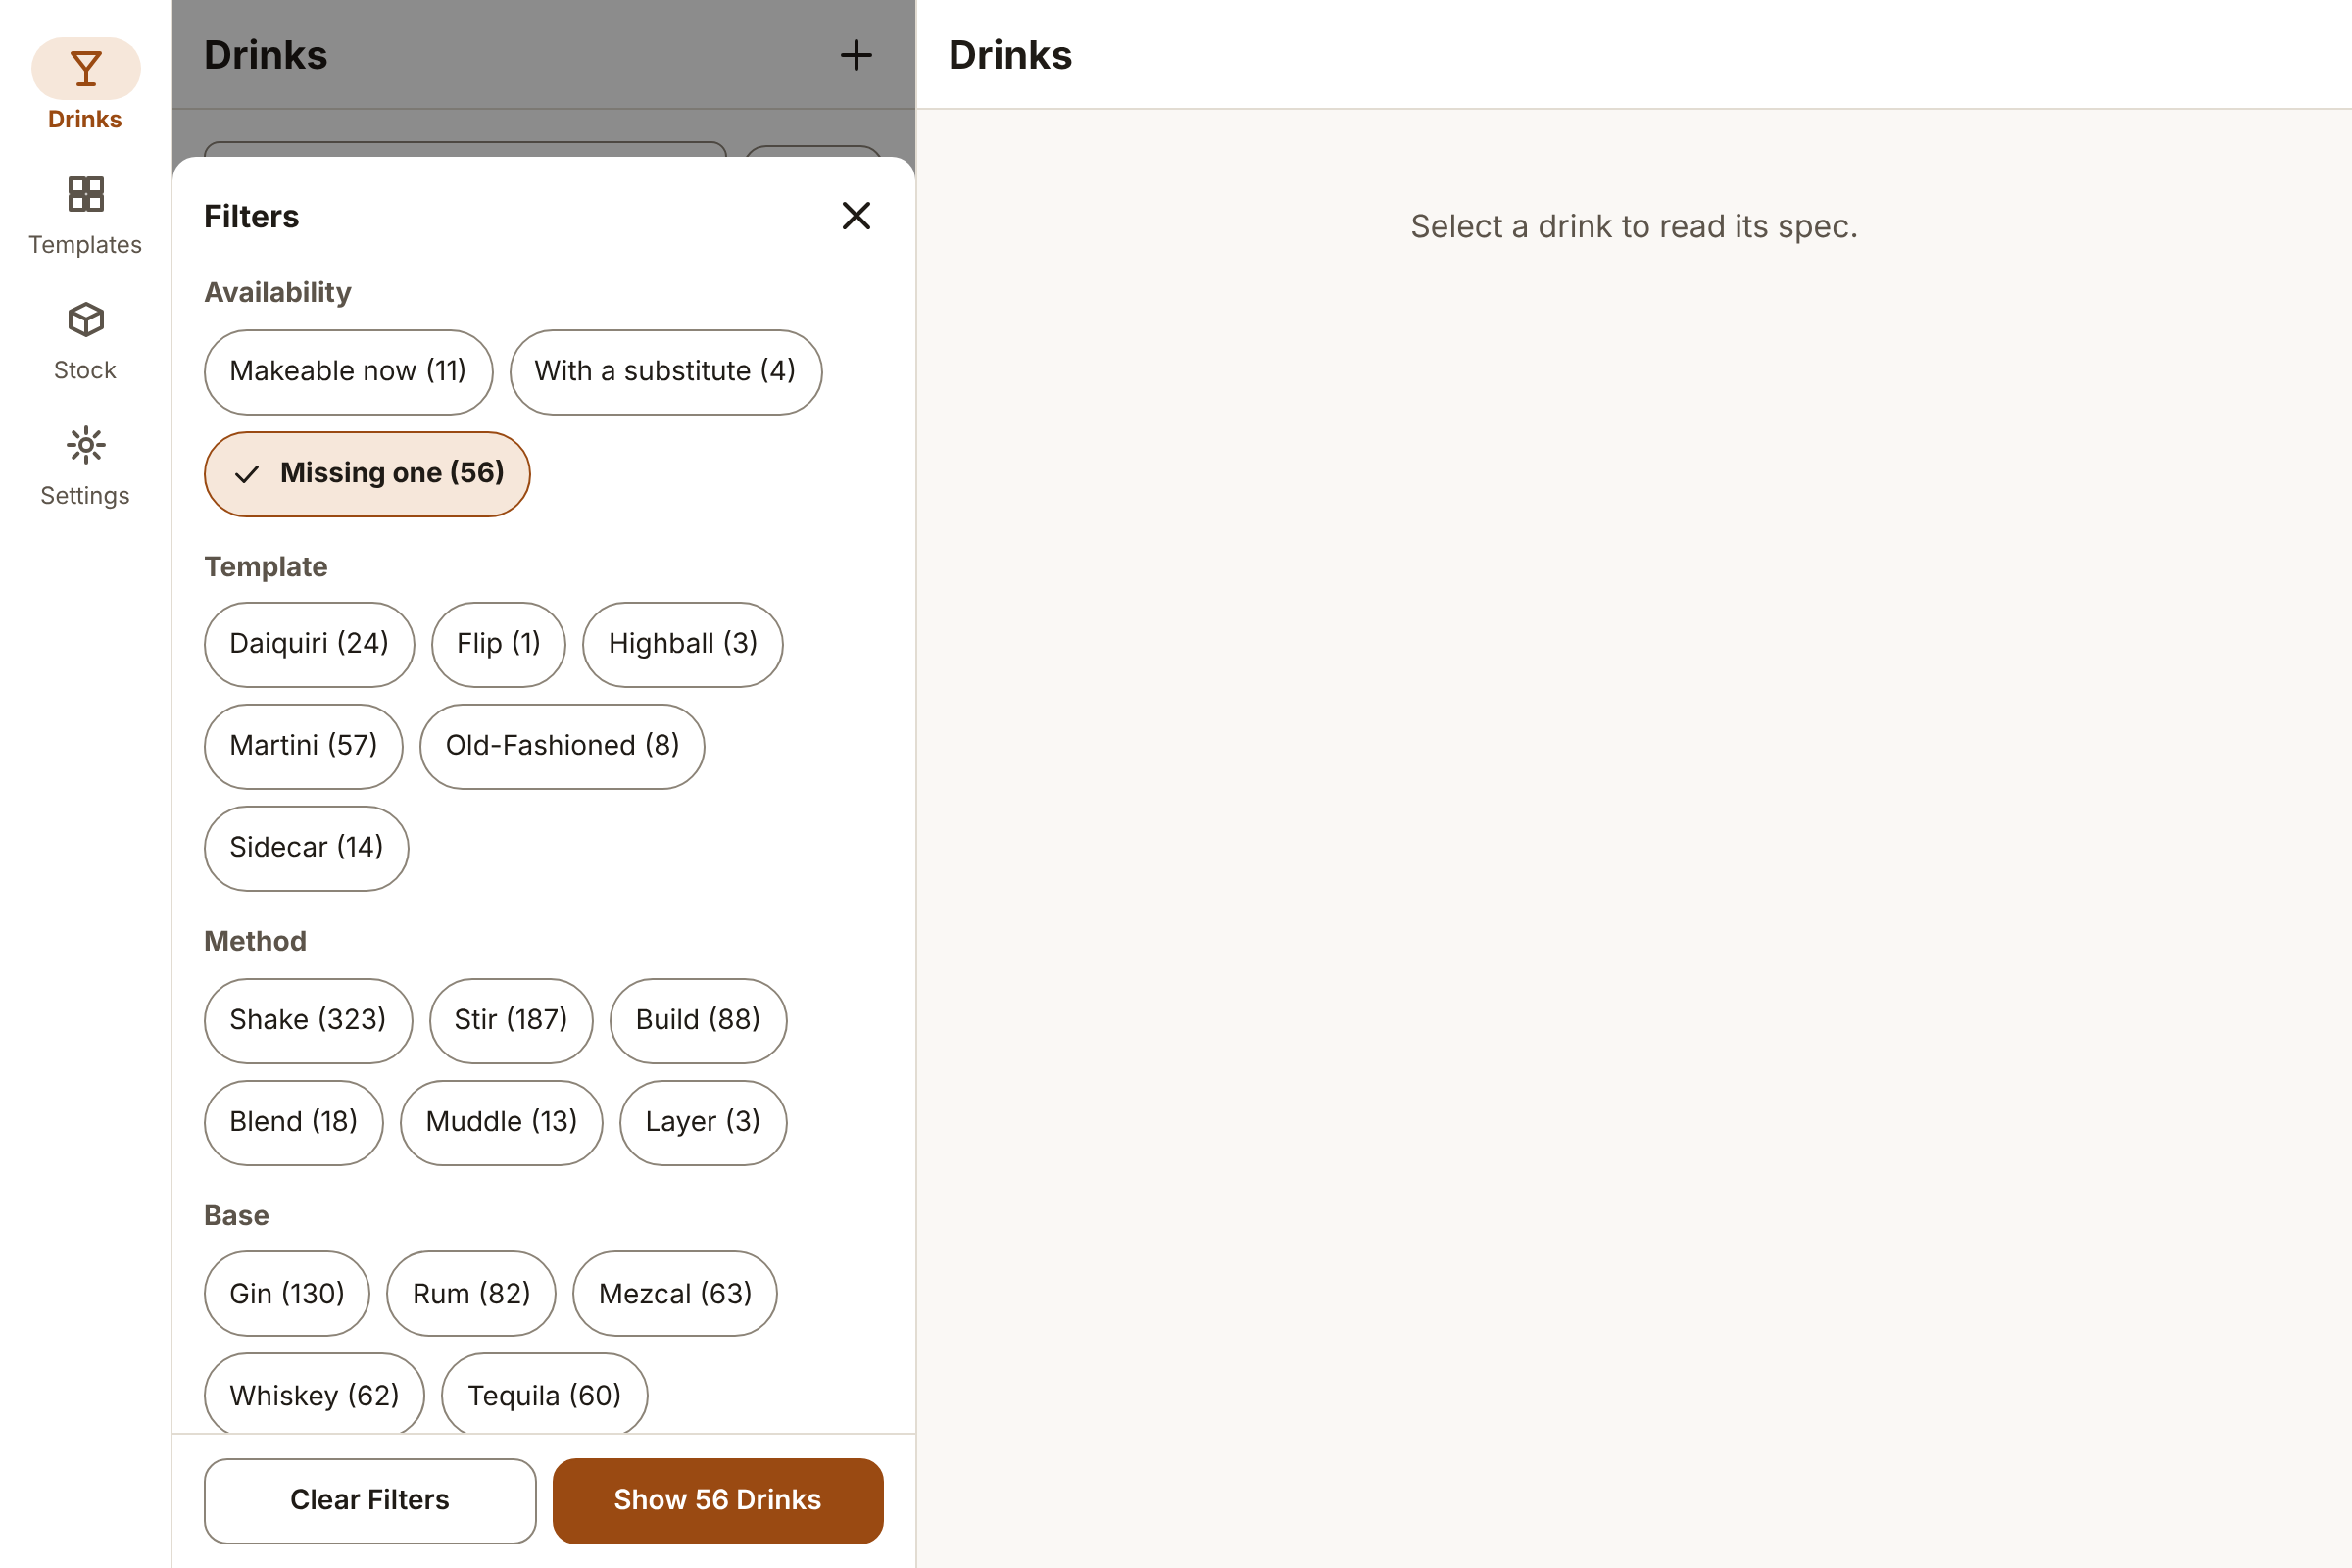 Drinks
Templates
Stock
Settings
Drinks
Filters
Availability
Makeable now (11)
With a substitute (4)
Missing one (56)
Template
Daiquiri (24)
Flip (1)
Highball (3)
Martini (57)
Old-Fashioned (8)
Sidecar (14)
Method
Shake (323)
Stir (187)
Build (88)
Blend (18)
Muddle (13)
Layer (3)
Base
Gin (130)
Rum (82)
Mezcal (63)
Whiskey (62)
Tequila (60)
Clear Filters
Show 56 Drinks
Drinks
Select a drink to read its spec.